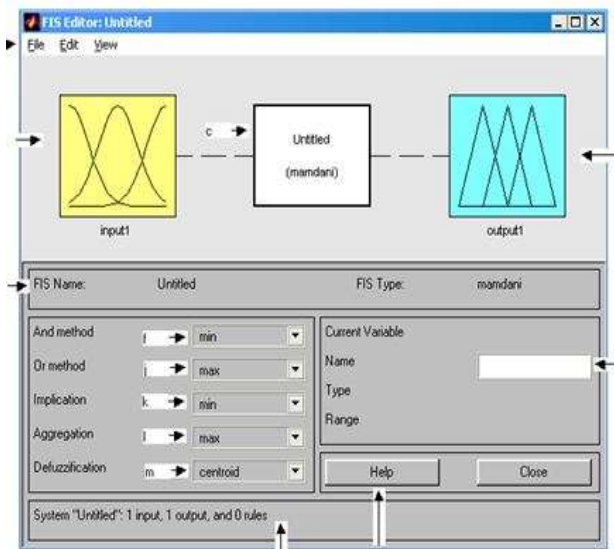 FIS Editor: Untitled
File Edit View
c
Untitled
(mamdani)
input1
output1
FIS Name: Untitled FIS Type: mamdani
And method min
Or method j max
Implication k min
Aggregation l max
Defuzzification m centroid
Current Variable
Name
Type
Range
Help Close
System "Untitled": 1 input, 1 output, and 0 rules